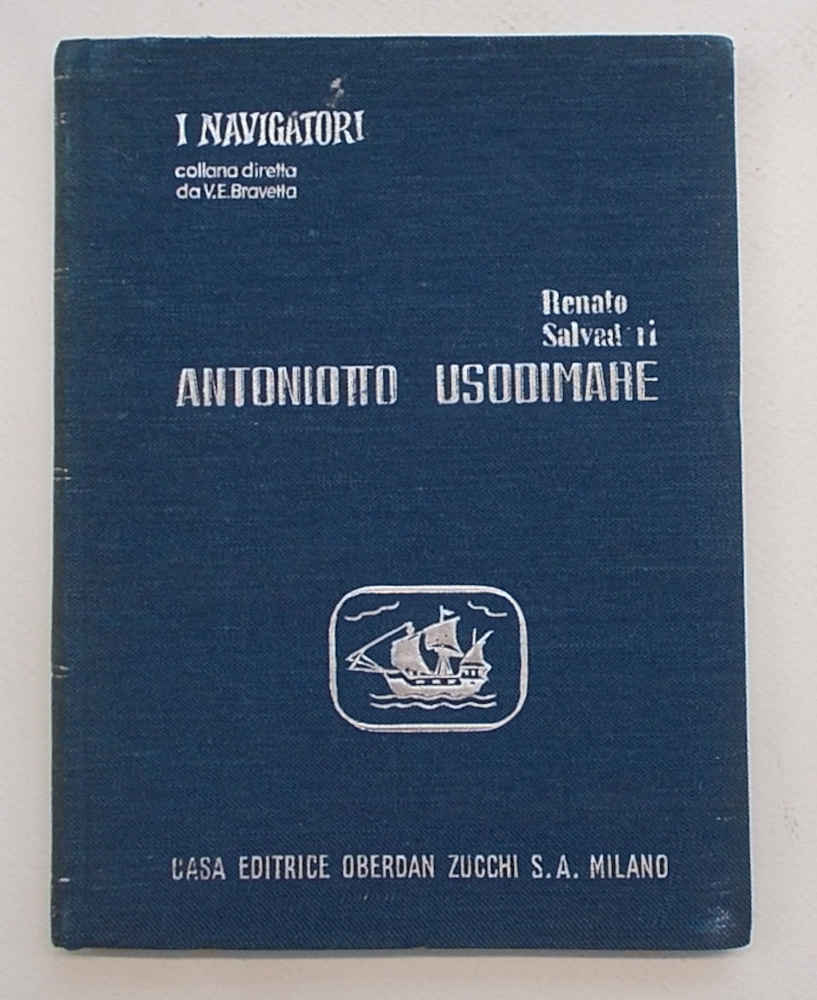 I NAVIGATORI
collana diretta
da V.E.Bravetta
Renato
ANTONIOTTO USODIMARE
CASA EDITRICE OBERDAN ZUCCHI S.A. MILANO